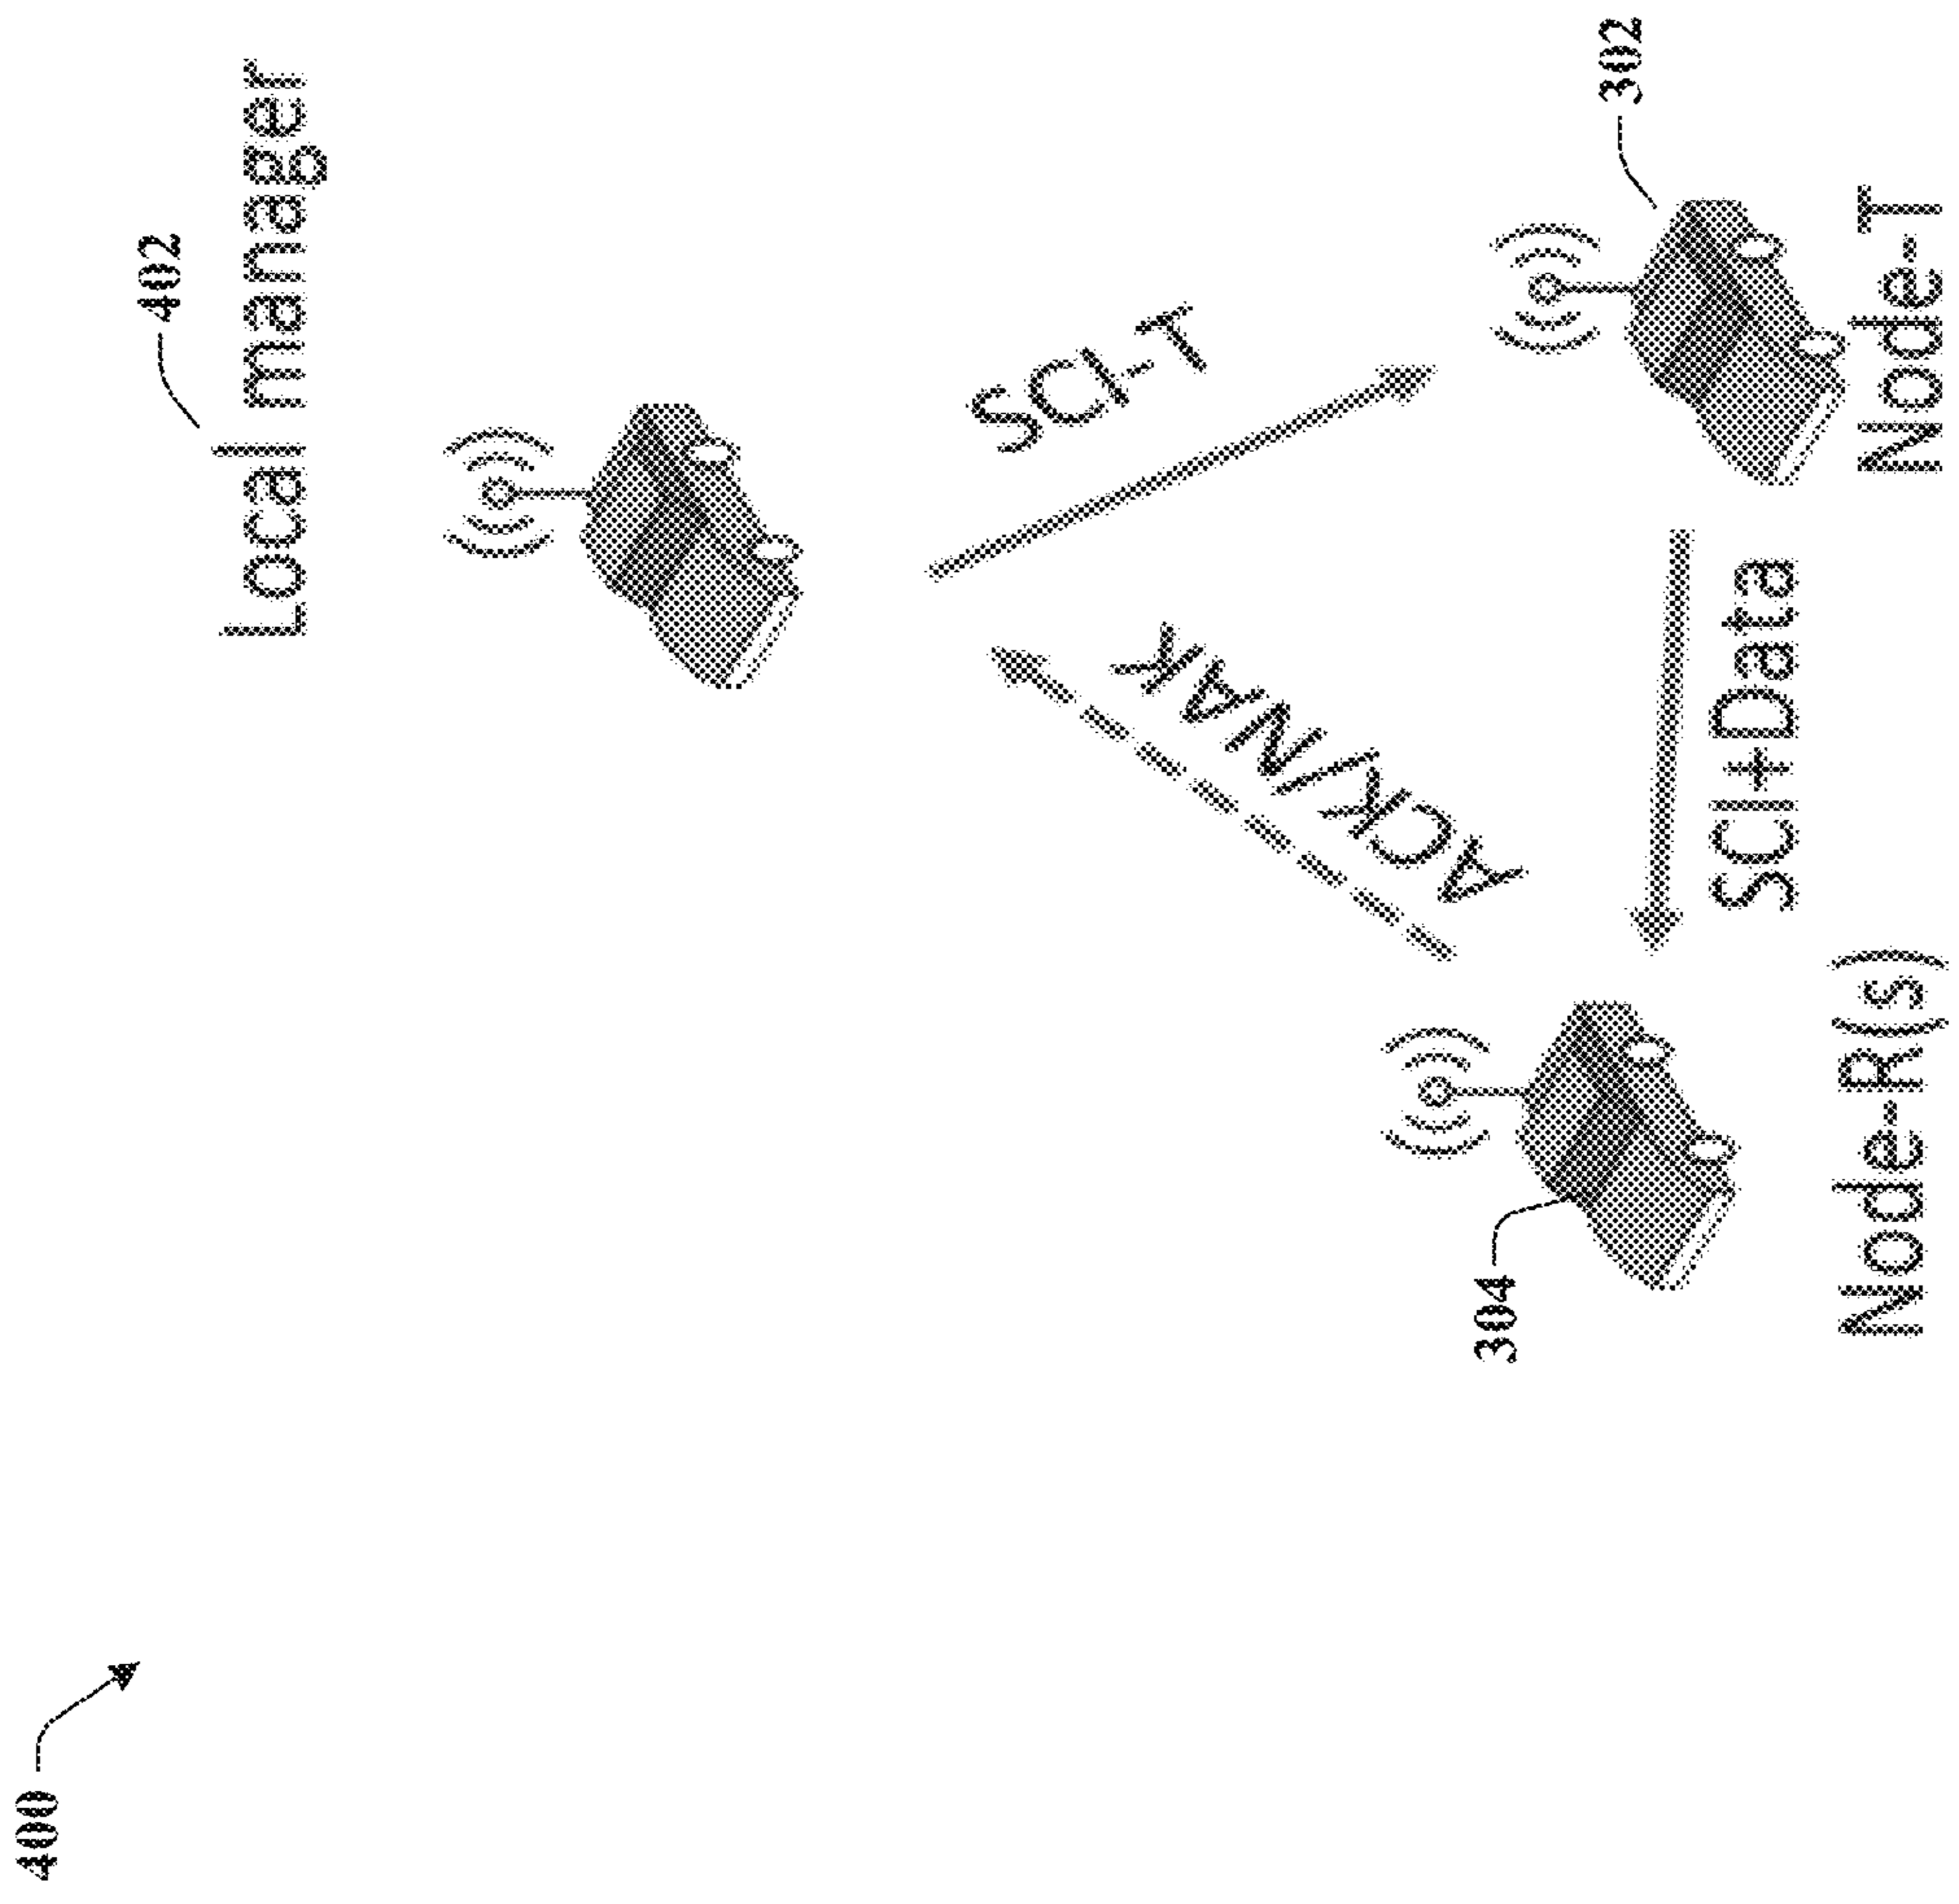 400
402
Local manager
ACK/NAK
SCI-T
304
302
SCI+Data
Node-R(s)
Node-T